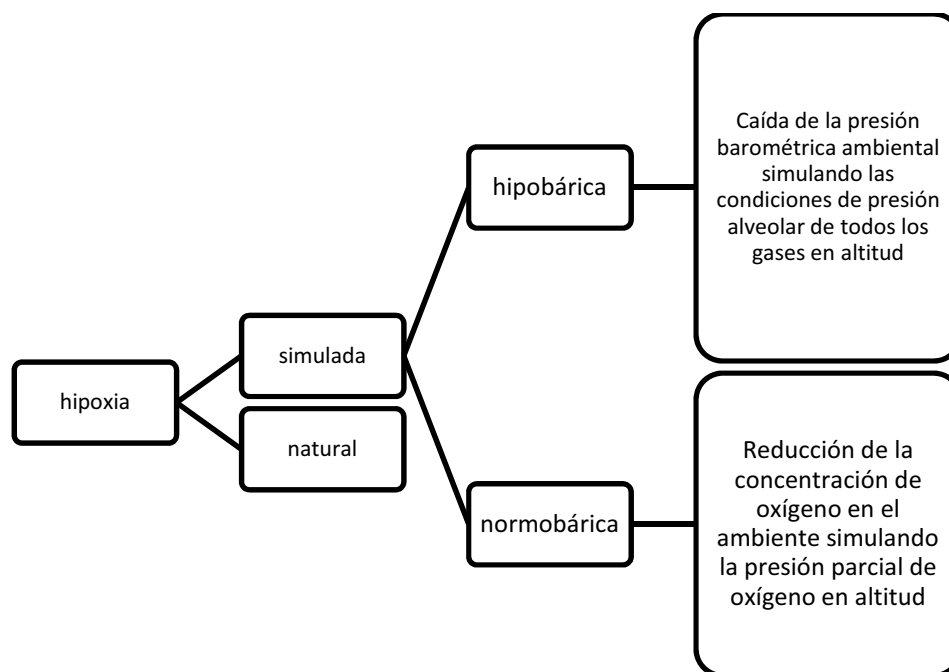 hipoxia
simulada
natural
hipobárica
normobárica
Caída de la presión
barométrica ambiental
simulando las
condiciones de presión
alveolar de todos los
gases en altitud
Reducción de la
concentración de
oxígeno en el
ambiente simulando
la presión parcial de
oxígeno en altitud